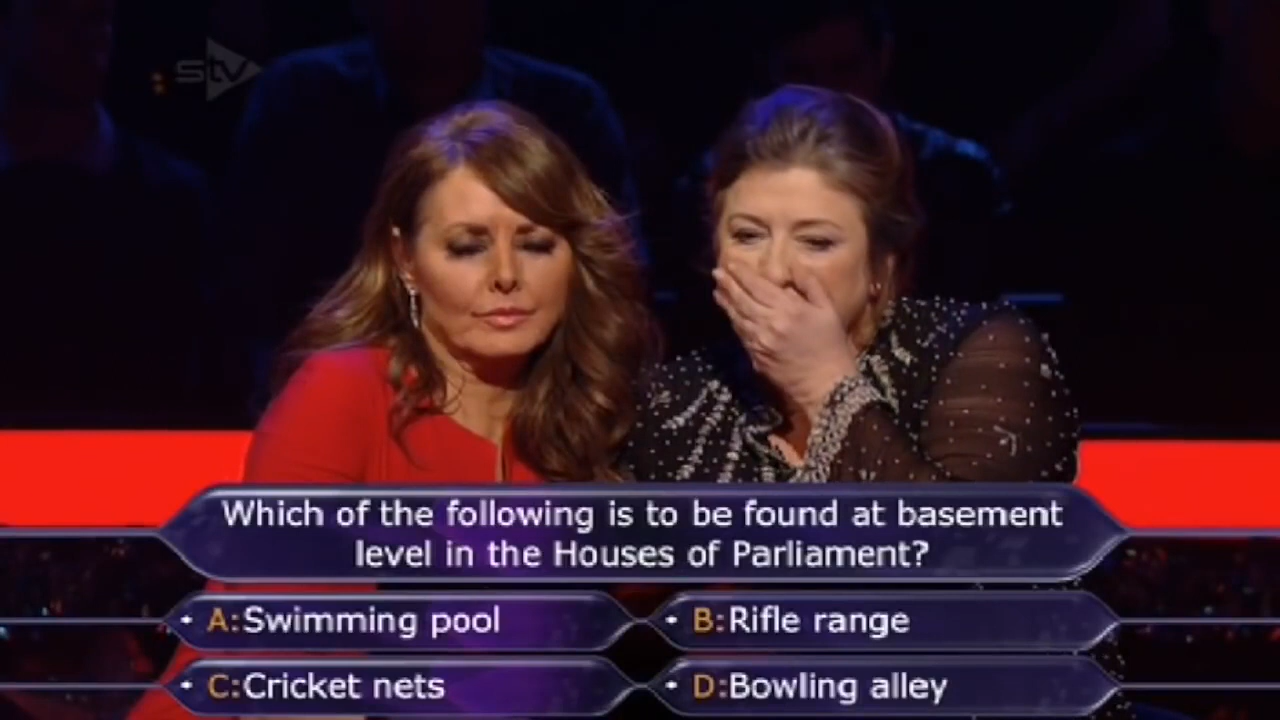 stv
Which of the following is to be found at basement
level in the Houses of Parliament?
A:Swimming pool
B:Rifle range
C:Cricket nets
D:Bowling alley